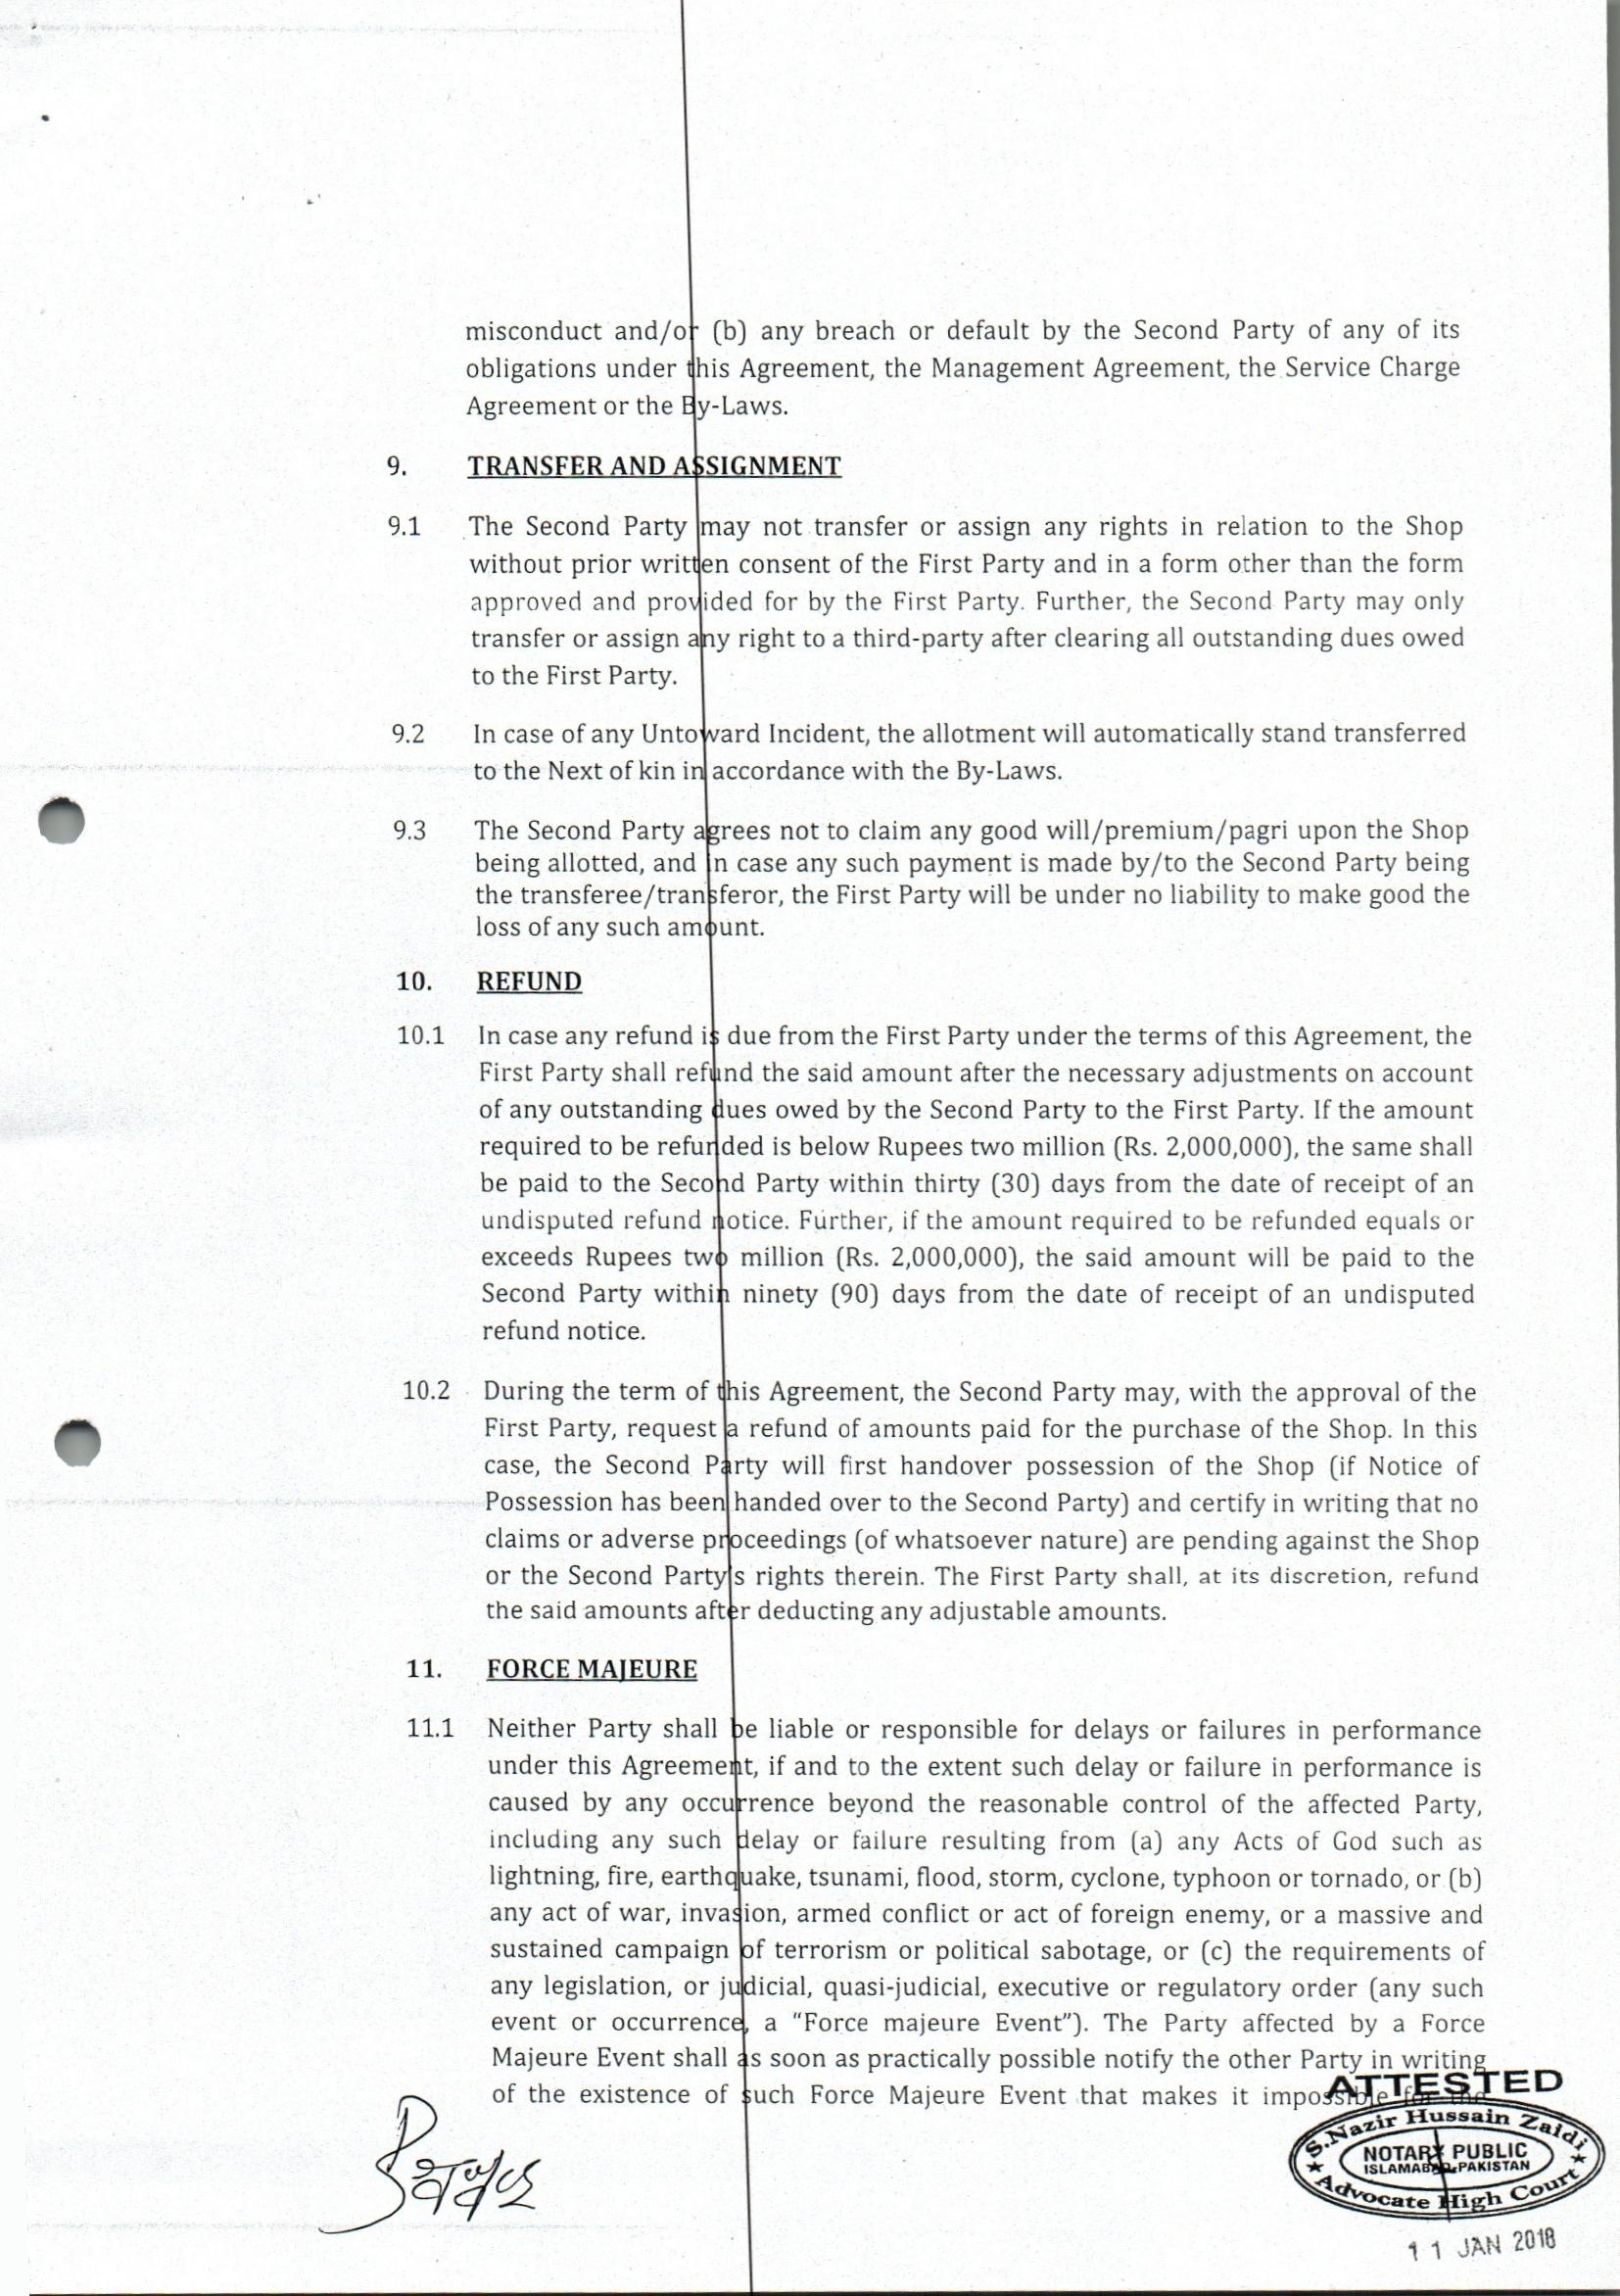 misconduct and/or (b) any breach or default by the Second Party of any of its
obligations under this Agreement, the Management Agreement, the Service Charge
Agreement or the By-Laws.
9. TRANSFER AND ASSIGNMENT
9.1 The Second Party may not transfer or assign any rights in relation to the Shop
without prior written consent of the First Party and in a form other than the form
approved and provided for by the First Party. Further, the Second Party may only
transfer or assign any right to a third-party after clearing all outstanding dues owed
to the First Party.
9.2 In case of any Untoward Incident, the allotment will automatically stand transferred
to the Next of kin in accordance with the By-Laws.
9.3 The Second Party agrees not to claim any good will/premium/pagri upon the Shop
being allotted, and in case any such payment is made by/to the Second Party being
the transferee/transferor, the First Party will be under no liability to make good the
loss of any such amount.
10. REFUND
10.1 In case any refund is due from the First Party under the terms of this Agreement, the
First Party shall refund the said amount after the necessary adjustments on account
of any outstanding dues owed by the Second Party to the First Party. If the amount
required to be refunded is below Rupees two million (Rs. 2,000,000), the same shall
be paid to the Second Party within thirty (30) days from the date of receipt of an
undisputed refund notice. Further, if the amount required to be refunded equals or
exceeds Rupees two million (Rs. 2,000,000), the said amount will be paid to the
Second Party within ninety (90) days from the date of receipt of an undisputed
refund notice.
10.2 During the term of this Agreement, the Second Party may, with the approval of the
First Party, request a refund of amounts paid for the purchase of the Shop. In this
case, the Second Party will first handover possession of the Shop (if Notice of
Possession has been handed over to the Second Party) and certify in writing that no
claims or adverse proceedings (of whatsoever nature) are pending against the Shop
or the Second Party's rights therein. The First Party shall, at its discretion, refund
the said amounts after deducting any adjustable amounts.
11. FORCE MAJEURE
11.1 Neither Party shall be liable or responsible for delays or failures in performance
under this Agreement, if and to the extent such delay or failure in performance is
caused by any occurrence beyond the reasonable control of the affected Party,
including any such delay or failure resulting from (a) any Acts of God such as
lightning, fire, earthquake, tsunami, flood, storm, cyclone, typhoon or tornado, or (b)
any act of war, invasion, armed conflict or act of foreign enemy, or a massive and
sustained campaign of terrorism or political sabotage, or (c) the requirements of
any legislation, or judicial, quasi-judicial, executive or regulatory order (any such
event or occurrence, a “Force majeure Event”). The Party affected by a Force
Majeure Event shall as soon as practically possible notify the other Party in writing
of the existence of such Force Majeure Event that makes it impossible for the
ATTESTED
S.Nazir Hussain Zaidi
NOTARY PUBLIC
ISLAMABAD-PAKISTAN
Advocate High Court
11 JAN 2018